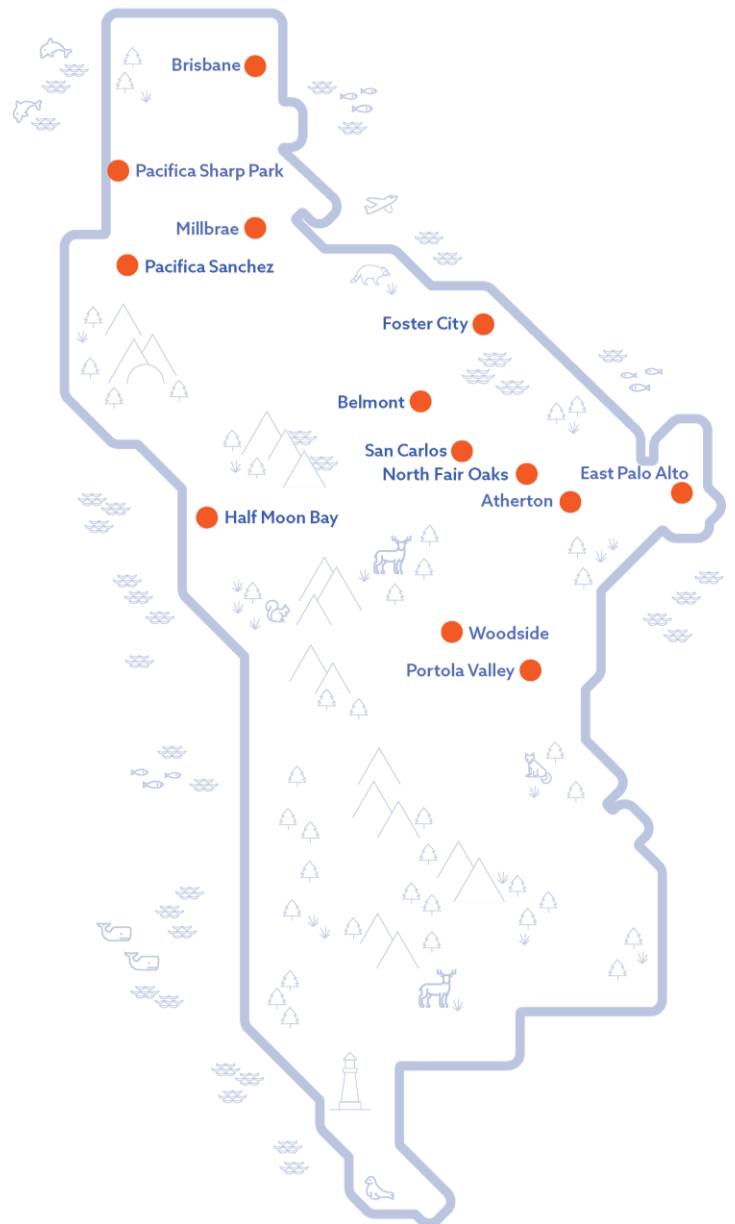 Brisbane
Pacifica Sharp Park
Millbrae
Pacifica Sanchez
Foster City
Belmont
San Carlos
North Fair Oaks
East Palo Alto
Atherton
Half Moon Bay
Woodside
Portola Valley